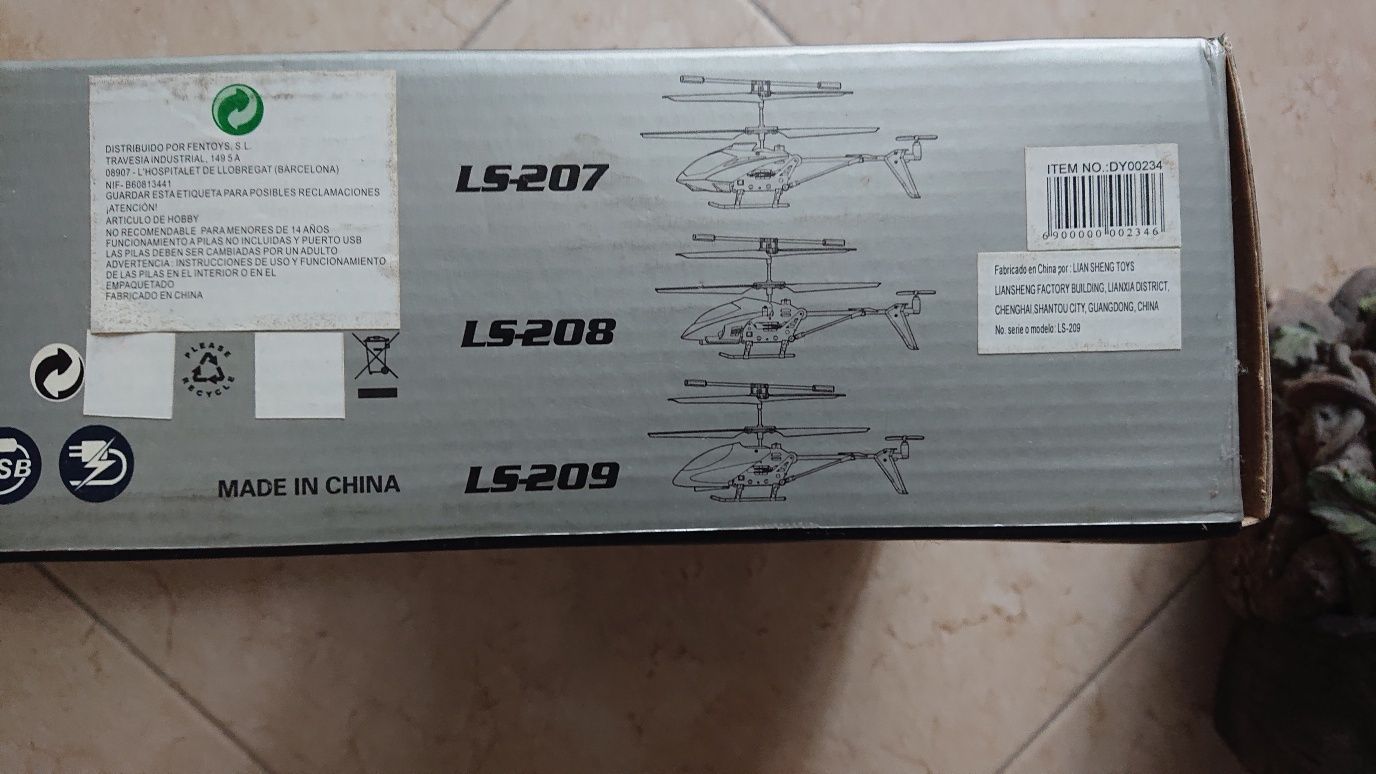 DISTRIBUIDO POR FENTOYS, S.L.
TRAVESIA INDUSTRIAL, 149 5 A
08907 - L'HOSPITALET DE LLOBREGAT (BARCELONA)
NIF- B60813441
GUARDAR ESTA ETIQUETA PARA POSIBLES RECLAMACIONES
¡ATENCIÓN!
ARTICULO DE HOBBY
NO RECOMENDABLE PARA MENORES DE 14 AÑOS
FUNCIONAMIENTO A PILAS NO INCLUIDAS Y PUERTO USB
LAS PILAS DEBEN SER CAMBIADAS POR UN ADULTO
ADVERTENCIA: INSTRUCCIONES DE USO Y FUNCIONAMIENTO
DE LAS PILAS EN EL INTERIOR O EN EL
EMPAQUETADO
FABRICADO EN CHINA
PLEASE
RECYCLE
SB
MADE IN CHINA
LS-207
LS-208
LS-209
ITEM NO.:DY00234
6900000 002346
Fabricado en China por: LIAN SHENG TOYS
LIANSHENG FACTORY BUILDING, LIANXIA DISTRICT,
CHENGHAI,SHANTOU CITY, GUANGDONG, CHINA
No. serie o modelo: LS-209